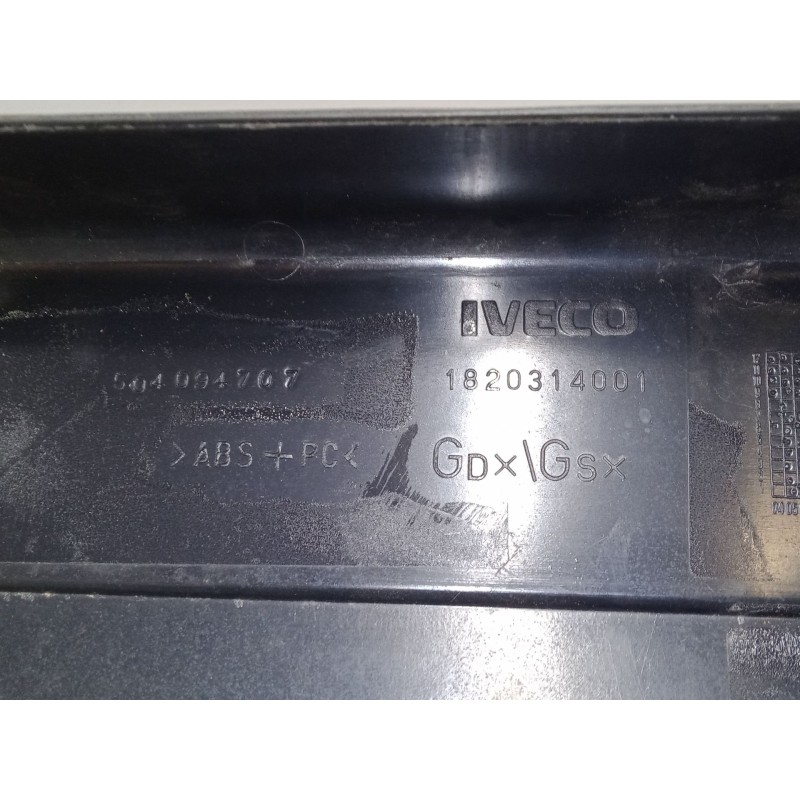 IVECO
504094767 1820314001
>ABS+PC< GDx\GSx